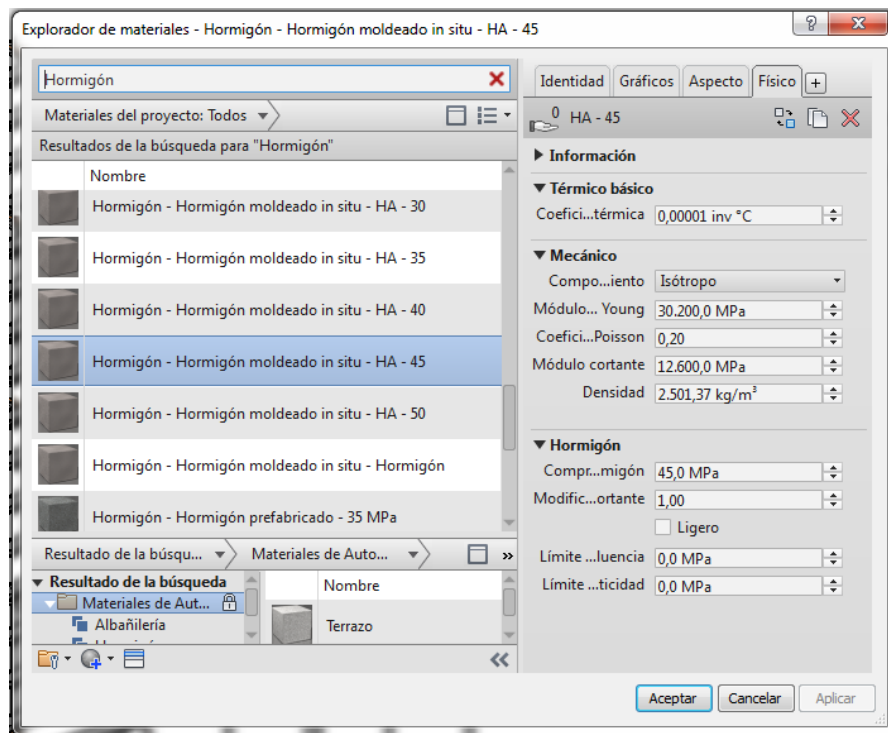 Explorador de materiales - Hormigón - Hormigón moldeado in situ - HA - 45
Hormigón
Materiales del proyecto: Todos
Resultados de la búsqueda para "Hormigón"
Nombre
Hormigón - Hormigón moldeado in situ - HA - 30
Hormigón - Hormigón moldeado in situ - HA - 35
Hormigón - Hormigón moldeado in situ - HA - 40
Hormigón - Hormigón moldeado in situ - HA - 45
Hormigón - Hormigón moldeado in situ - HA - 50
Hormigón - Hormigón moldeado in situ - Hormigón
Hormigón - Hormigón prefabricado - 35 MPa
Resultado de la búsqu... Materiales de Auto... »
Resultado de la búsqueda
Materiales de Aut...
Albañilería
Nombre
Terrazo
Identidad Gráficos Aspecto Físico +
0 HA - 45
Información
Térmico básico
Coefici...térmica 0,00001 inv °C
Mecánico
Compo...iento Isótropo
Módulo... Young 30.200,0 MPa
Coefici...Poisson 0,20
Módulo cortante 12.600,0 MPa
Densidad 2.501,37 kg/m³
Hormigón
Compr...migón 45,0 MPa
Modific...ortante 1,00
Ligero
Límite ...luencia 0,0 MPa
Límite ...ticidad 0,0 MPa
Aceptar Cancelar Aplicar